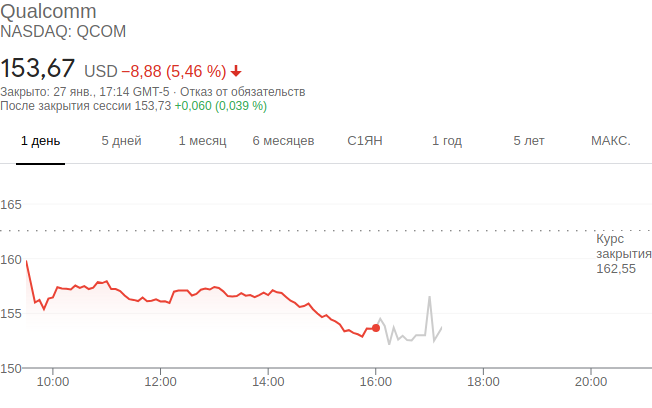 Qualcomm
NASDAQ: QCOM
153,67 USD −8,88 (5,46 %)
Закрыто: 27 янв., 17:14 GMT-5 · Отказ от обязательств
После закрытия сессии 153,73 +0,060 (0,039 %)
1 день 5 дней 1 месяц 6 месяцев С1ЯН 1 год 5 лет МАКС.
165
Курс
160 закрытия
162,55
155
150
10:00 12:00 14:00 16:00 18:00 20:00